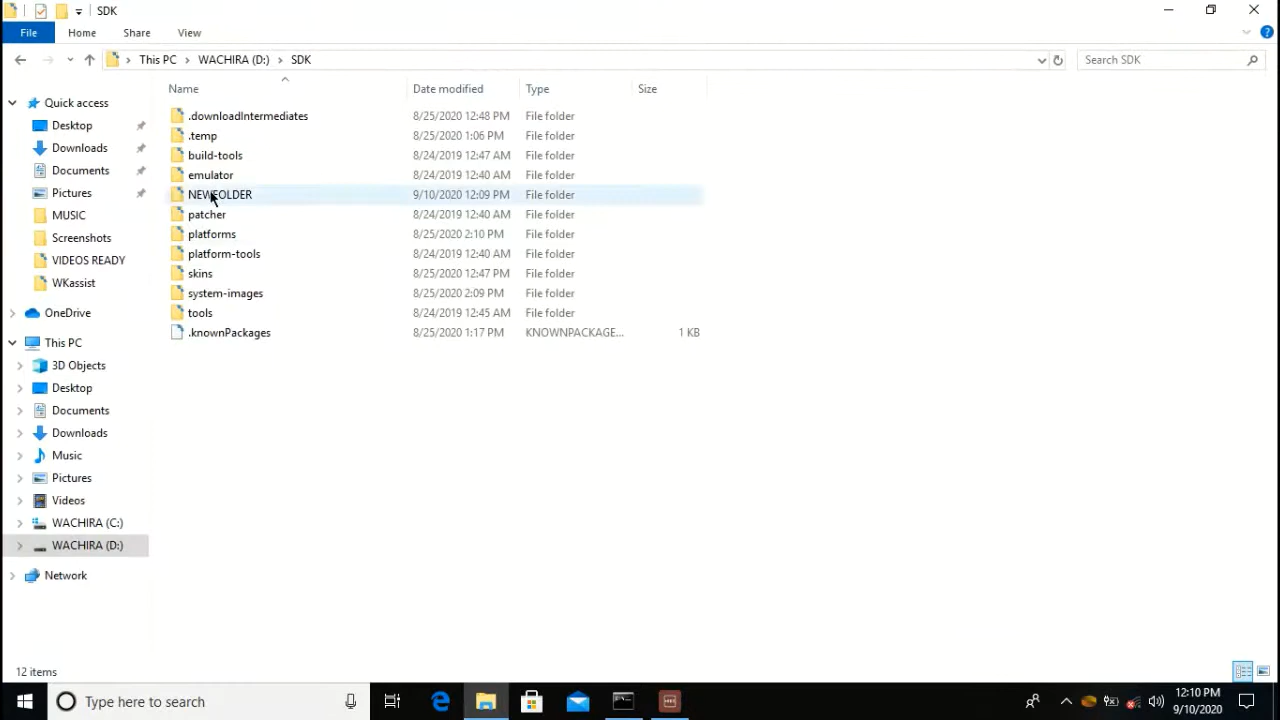 SDK
File Home Share View
This PC WACHIRA (D:) SDK Search SDK
Name Date modified Type Size
Quick access
Desktop
Downloads
Documents
Pictures
MUSIC
Screenshots
VIDEOS READY
WKassist
OneDrive
This PC
3D Objects
Desktop
Documents
Downloads
Music
Pictures
Videos
WACHIRA (C:)
WACHIRA (D:)
Network
.downloadIntermediates 8/25/2020 12:48 PM File folder
.temp 8/25/2020 1:06 PM File folder
build-tools 8/24/2019 12:47 AM File folder
emulator 8/24/2019 12:40 AM File folder
NEWFOLDER 9/10/2020 12:09 PM File folder
patcher 8/24/2019 12:40 AM File folder
platforms 8/25/2020 2:10 PM File folder
platform-tools 8/24/2019 12:40 AM File folder
skins 8/25/2020 12:47 PM File folder
system-images 8/25/2020 2:09 PM File folder
tools 8/24/2019 12:45 AM File folder
.knownPackages 8/25/2020 1:17 PM KNOWNPACKAGE... 1 KB
12 items
Type here to search
12:10 PM
9/10/2020